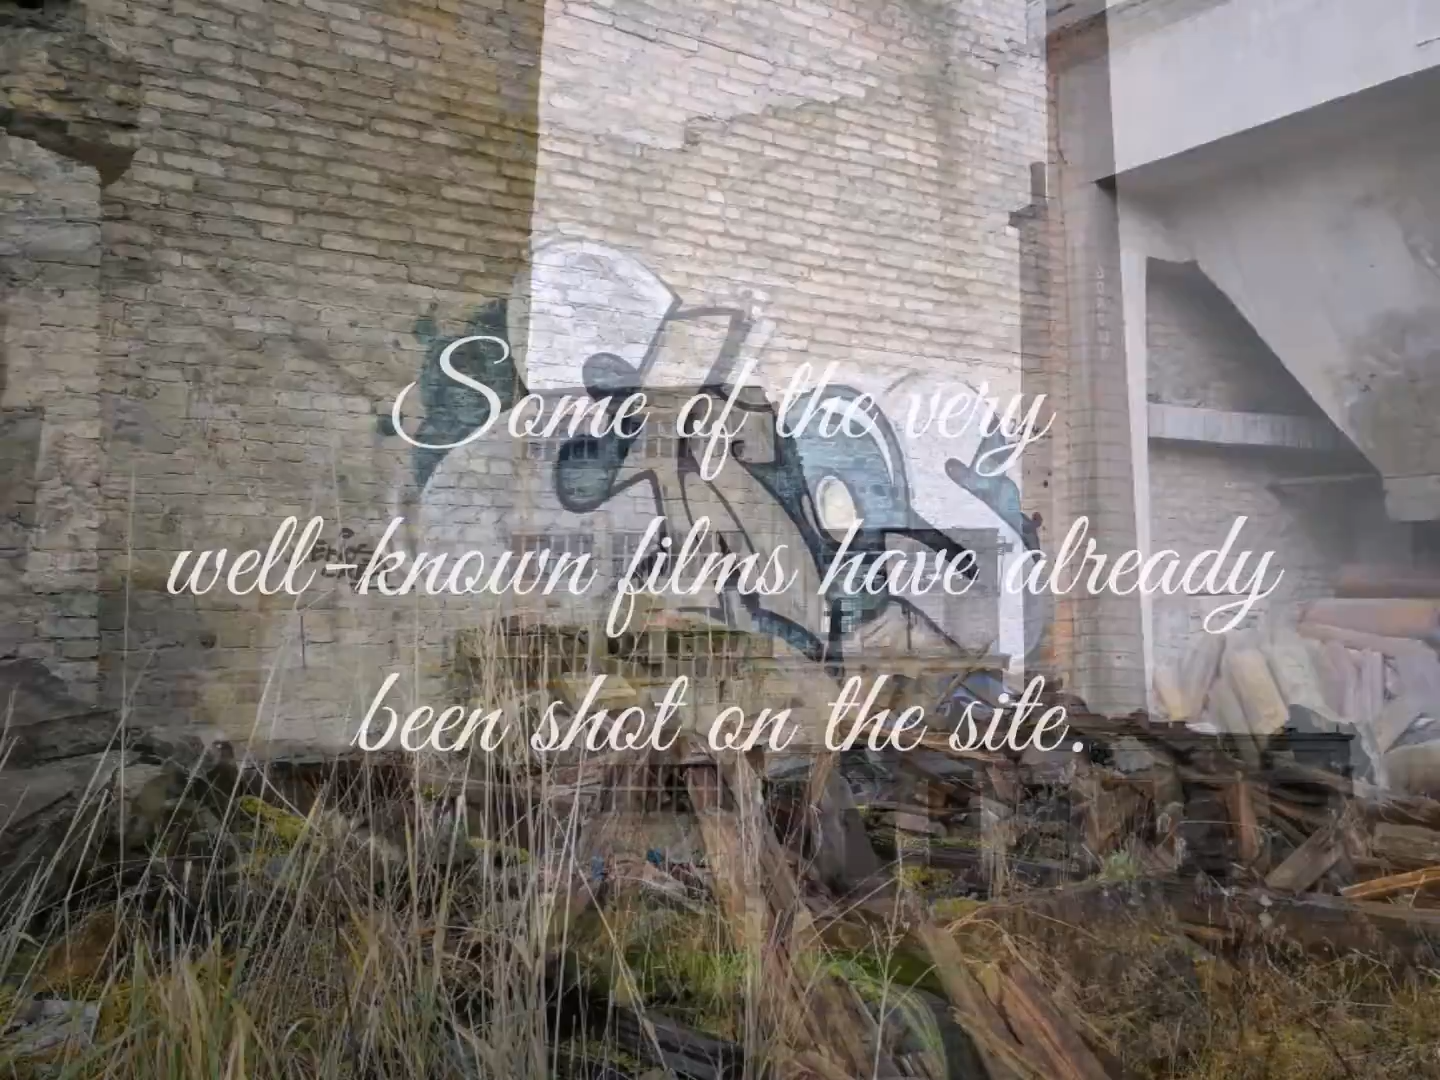 Some of the very
well-known films have already
been shot on the site.